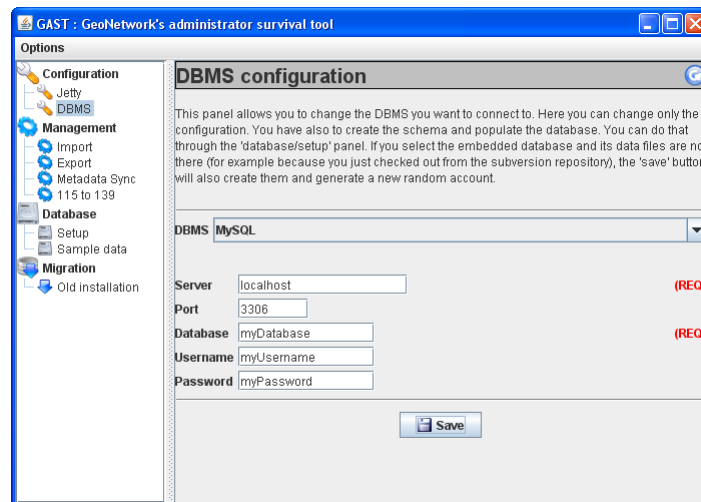 GAST : GeoNetwork's administrator survival tool
Options
Configuration
Jetty
DBMS
Management
Import
Export
Metadata Sync
115 to 139
Database
Setup
Sample data
Migration
Old installation
DBMS configuration
This panel allows you to change the DBMS you want to connect to. Here you can change only the
configuration. You have also to create the schema and populate the database. You can do that
through the 'database/setup' panel. If you select the embedded database and its data files are no
there (for example because you just checked out from the subversion repository), the 'save' button
will also create them and generate a new random account.
DBMS MySQL
Server localhost (REQ
Port 3306
Database myDatabase (REQ
Username myUsername
Password myPassword
Save